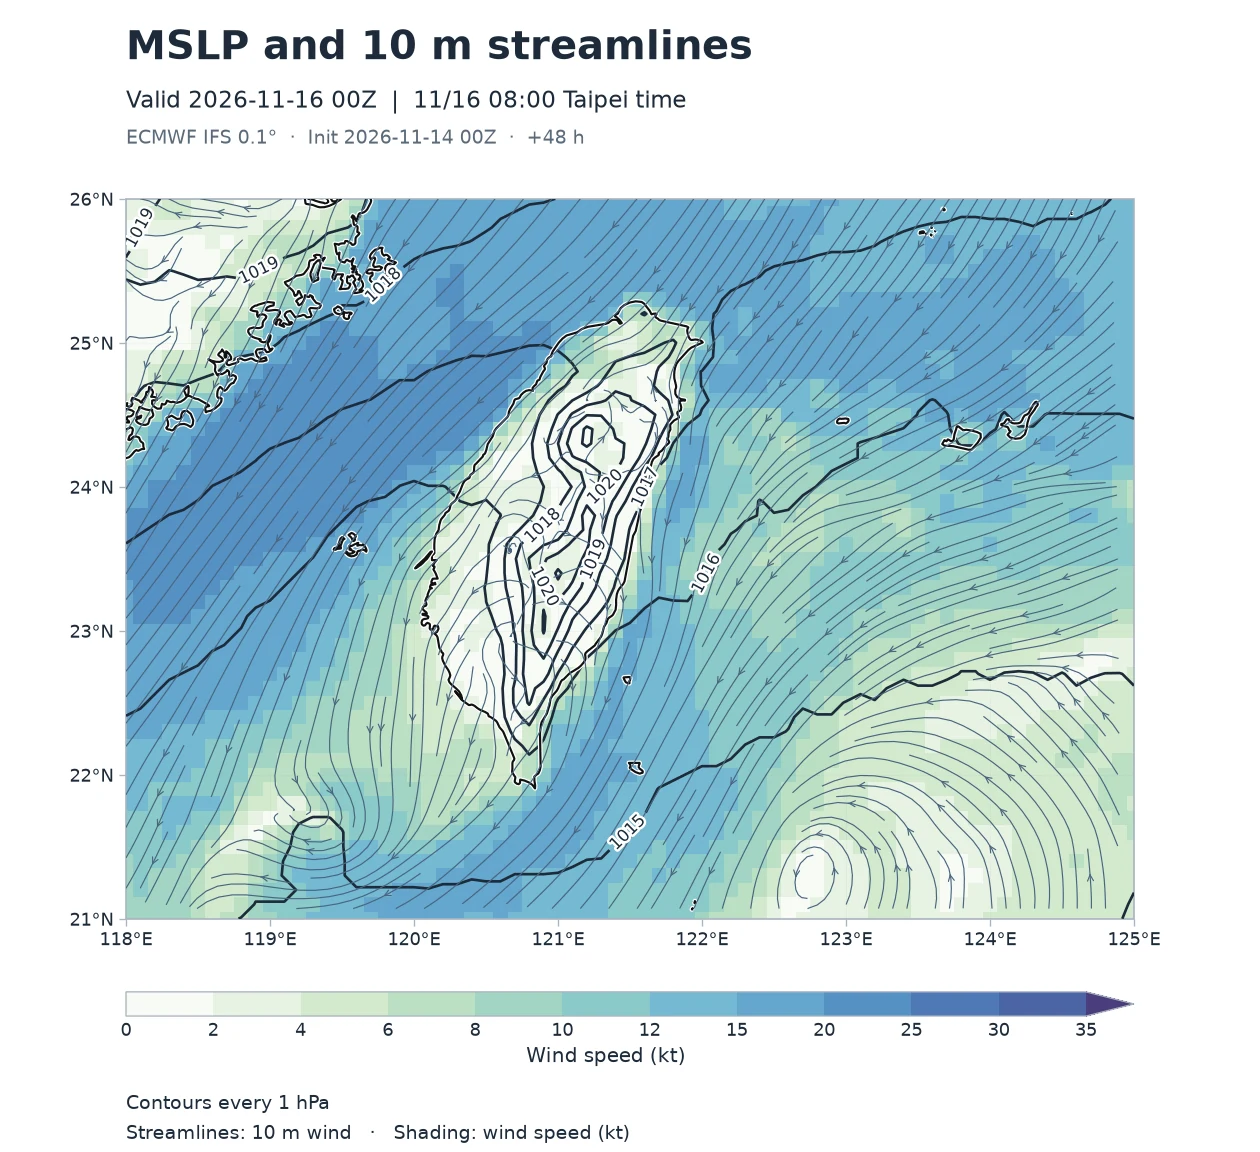 MSLP and 10 m streamlines
Valid 2026-11-16 00Z | 11/16 08:00 Taipei time
ECMWF IFS 0.1° · Init 2026-11-14 00Z · +48 h
26°N
1019
1019
1018
25°N
24°N
1020
1017
1018
1019
1016
1020
23°N
22°N
1015
21°N
118°E 119°E 120°E 121°E 122°E 123°E 124°E 125°E
0 2 4 6 8 10 12 15 20 25 30 35
Wind speed (kt)
Contours every 1 hPa
Streamlines: 10 m wind · Shading: wind speed (kt)